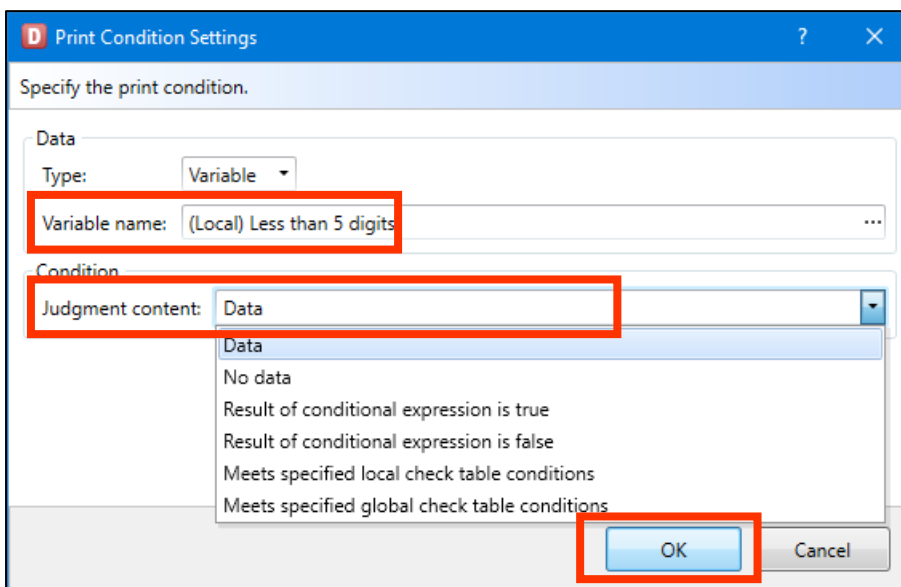 D Print Condition Settings ? ×
Specify the print condition.
Data
Type: Variable
Variable name: (Local) Less than 5 digits ...
Condition
Judgment content: Data
Data
No data
Result of conditional expression is true
Result of conditional expression is false
Meets specified local check table conditions
Meets specified global check table conditions
OK Cancel